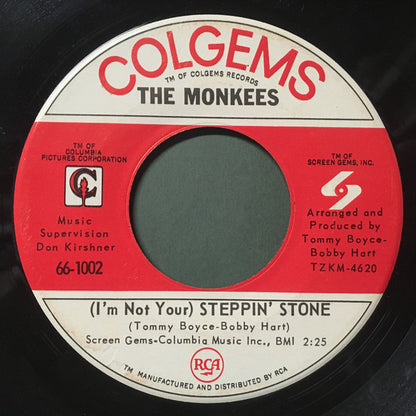 COLGEMS
TM OF COLGEMS RECORDS
THE MONKEES
TM OF
COLUMBIA
PICTURES CORPORATION
TM OF
SCREEN GEMS, INC.
Music
Supervision
Don Kirshner
66-1002
Arranged and
Produced by
Tommy Boyce-
Bobby Hart
TZKM-4620
(I'm Not Your) STEPPIN' STONE
(Tommy Boyce-Bobby Hart)
Screen Gems-Columbia Music Inc., BMI 2:25
RCA
TM MANUFACTURED AND DISTRIBUTED BY RCA